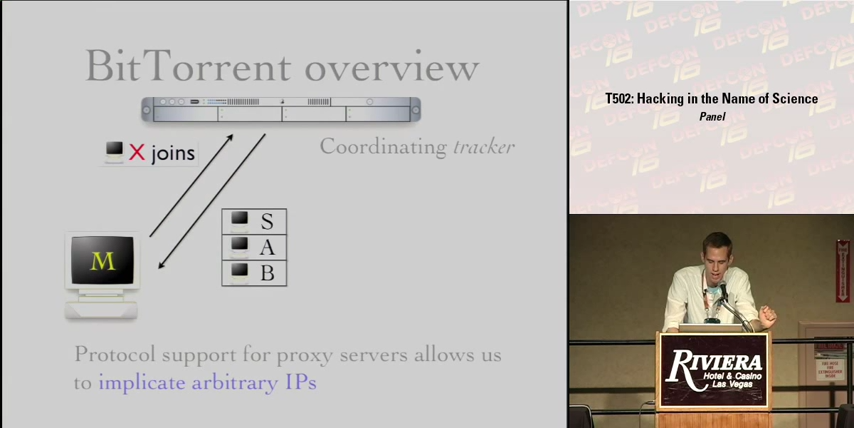 BitTorrent overview
X joins
Coordinating tracker
S
A
B
M
Protocol support for proxy servers allows us
to implicate arbitrary IPs
DEFCON 16
T502: Hacking in the Name of Science
Panel
RIVIERA
Hotel & Casino
Las Vegas